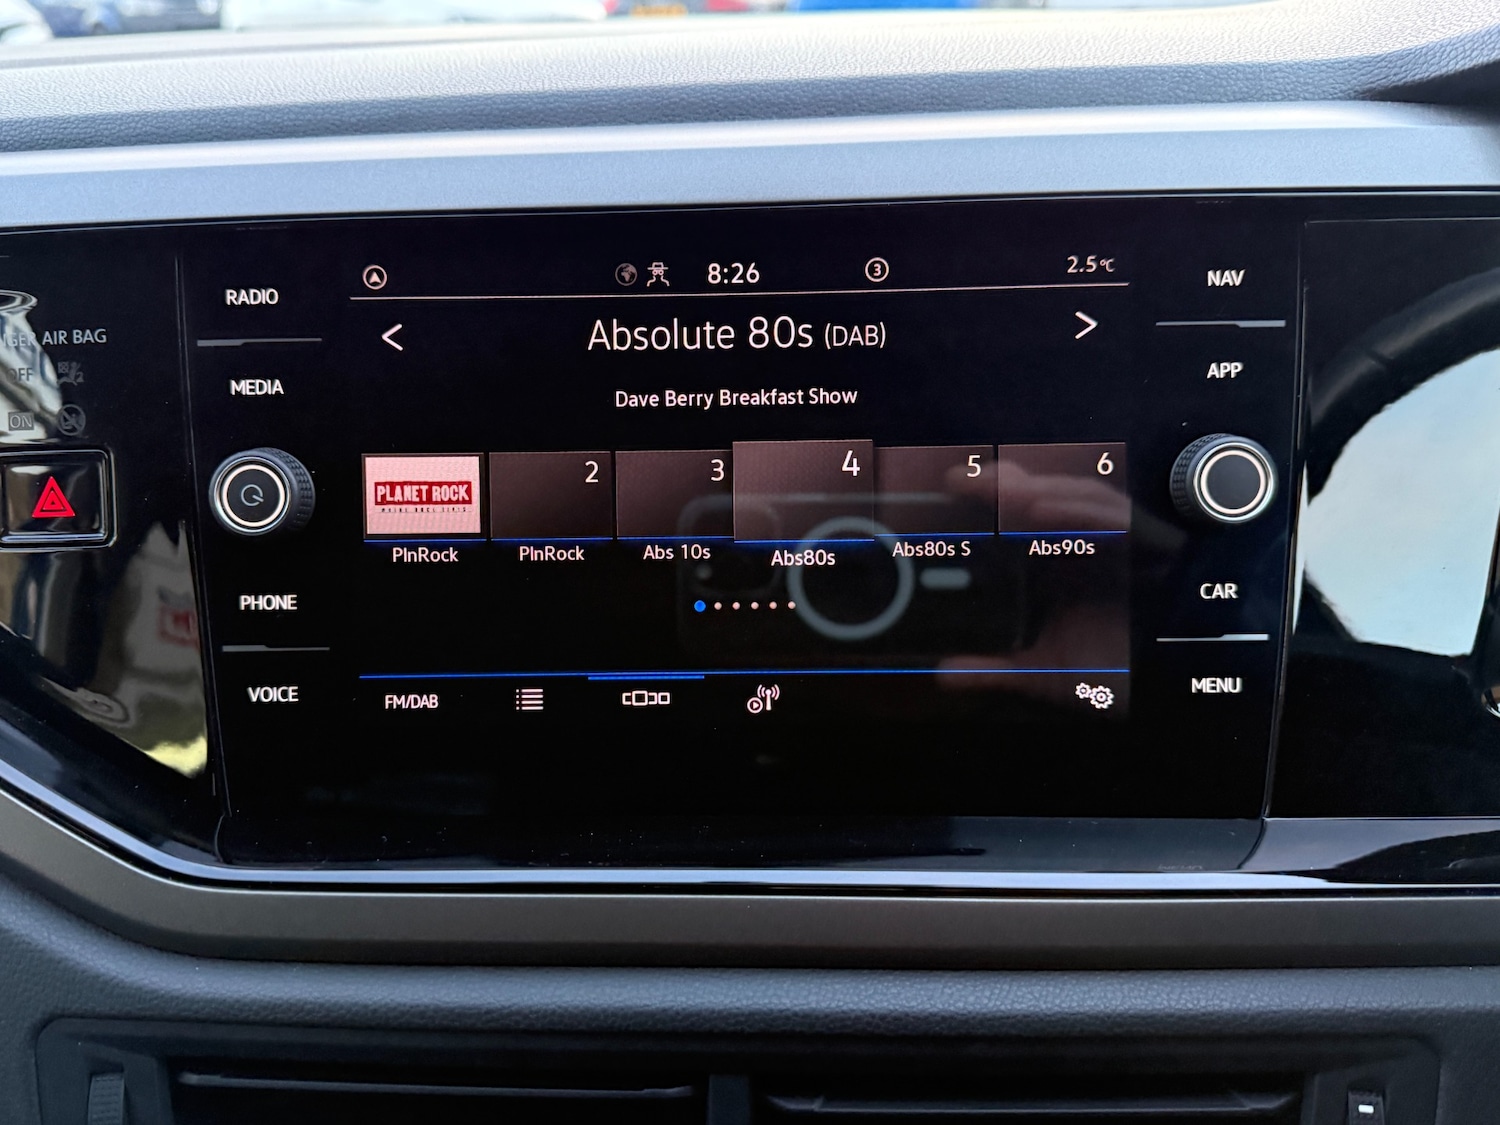 RADIO
MEDIA
PHONE
VOICE
AIR BAG
OFF
ON
8:26
3
2.5°C
<
Absolute 80s (DAB)
>
Dave Berry Breakfast Show
PLANET ROCK
2
3
4
5
6
PlnRock
PlnRock
Abs 10s
Abs80s
Abs80s S
Abs90s
FM/DAB
NAV
APP
CAR
MENU